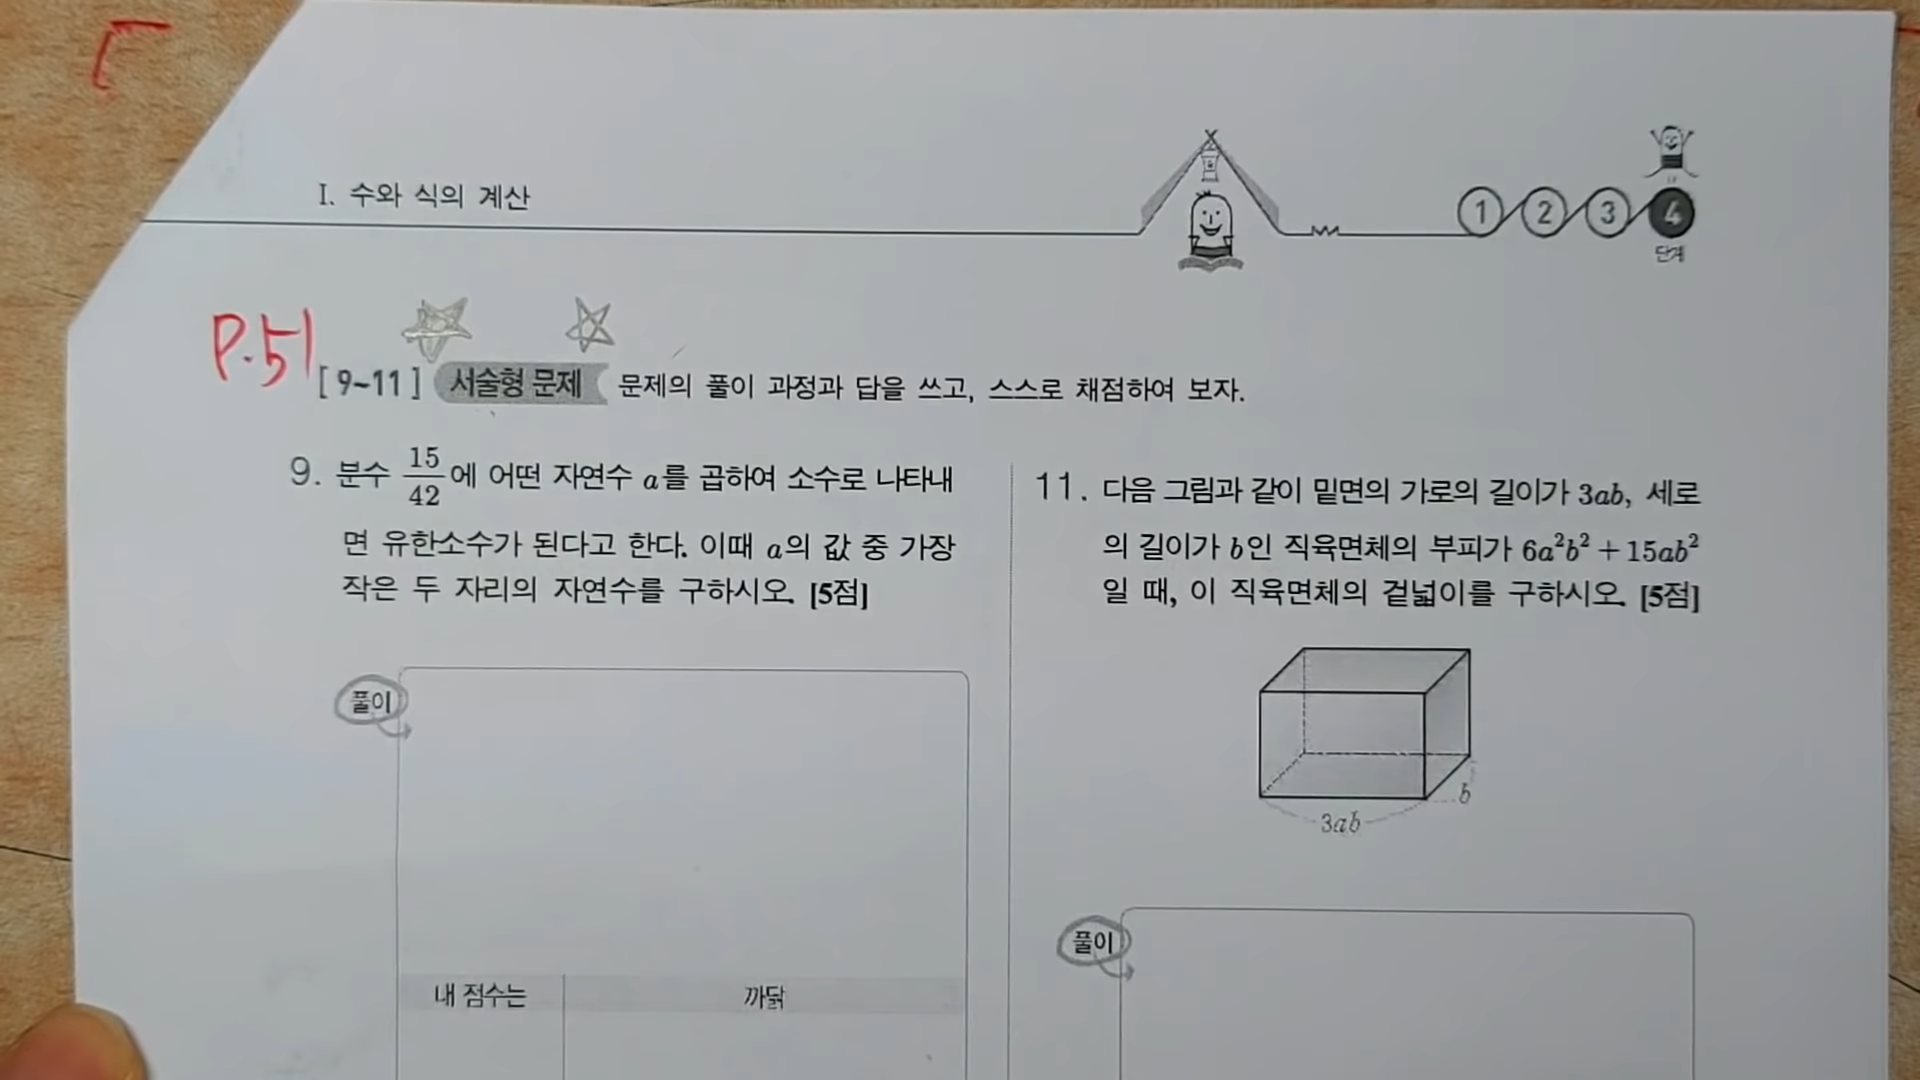 I. 수와 식의 계산
1 2 3 4
단계
P.51
[ 9~11 ] 서술형 문제 문제의 풀이 과정과 답을 쓰고, 스스로 채점하여 보자.
9. 분수 15/42에 어떤 자연수 a를 곱하여 소수로 나타내
면 유한소수가 된다고 한다. 이때 a의 값 중 가장
작은 두 자리의 자연수를 구하시오. [5점]
풀이
내 점수는 까닭
11. 다음 그림과 같이 밑면의 가로의 길이가 3ab, 세로
의 길이가 b인 직육면체의 부피가 6a²b²+15ab²
일 때, 이 직육면체의 겉넓이를 구하시오. [5점]
b
3ab
풀이